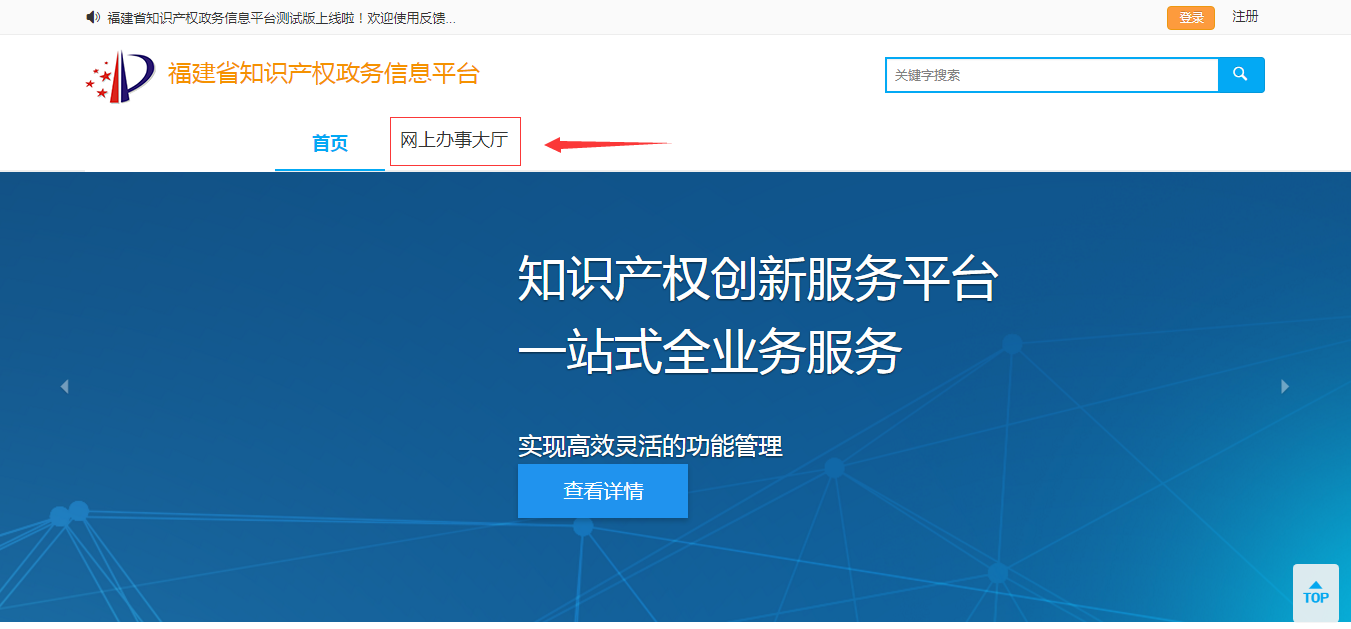 福建省知识产权政务信息平台测试版上线啦！欢迎使用反馈...
登录
注册
福建省知识产权政务信息平台
关键字搜索
首页
网上办事大厅
知识产权创新服务平台
一站式全业务服务
实现高效灵活的功能管理
查看详情
TOP